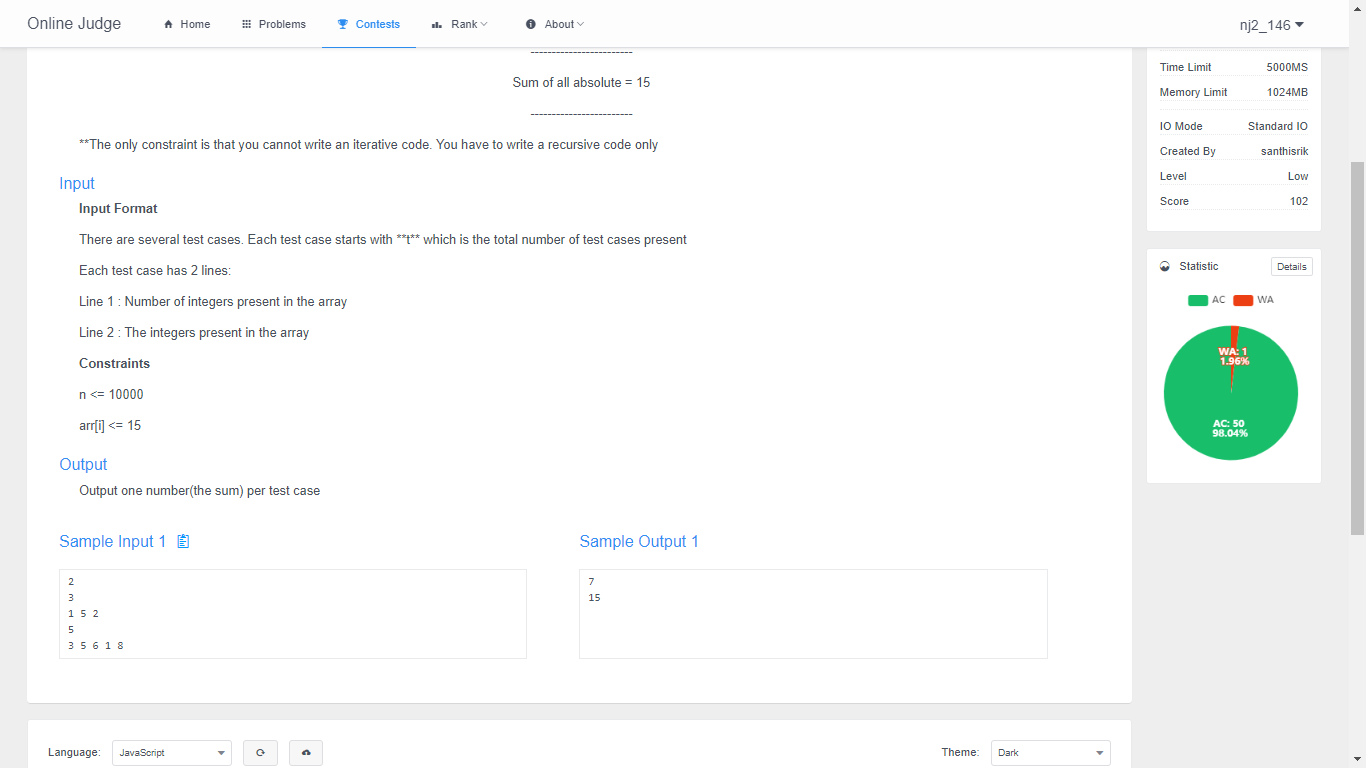 Online Judge Home Problems Contests Rank About nj2_146
------------------------
Sum of all absolute = 15
------------------------
**The only constraint is that you cannot write an iterative code. You have to write a recursive code only
Input
Input Format
There are several test cases. Each test case starts with **t** which is the total number of test cases present
Each test case has 2 lines:
Line 1 : Number of integers present in the array
Line 2 : The integers present in the array
Constraints
n <= 10000
arr[i] <= 15
Output
Output one number(the sum) per test case
Sample Input 1
2
3
1 5 2
5
3 5 6 1 8
Sample Output 1
7
15
Language: JavaScript
Theme: Dark
Time Limit 5000MS
Memory Limit 1024MB
IO Mode Standard IO
Created By santhisrik
Level Low
Score 102
Statistic Details
AC WA
WA: 1
1.96%
AC: 50
98.04%